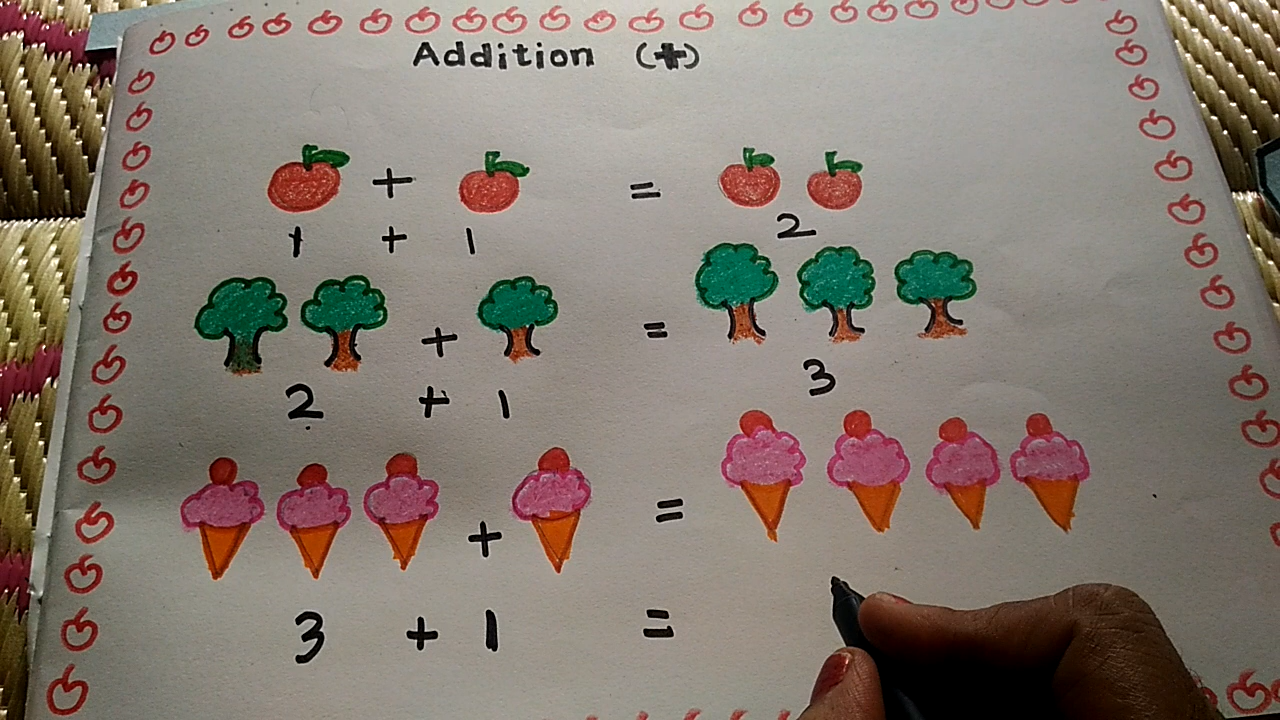 Addition (+)
+ =
1 + 1 2
+ =
2 + 1 3
+ =
3 + 1 =